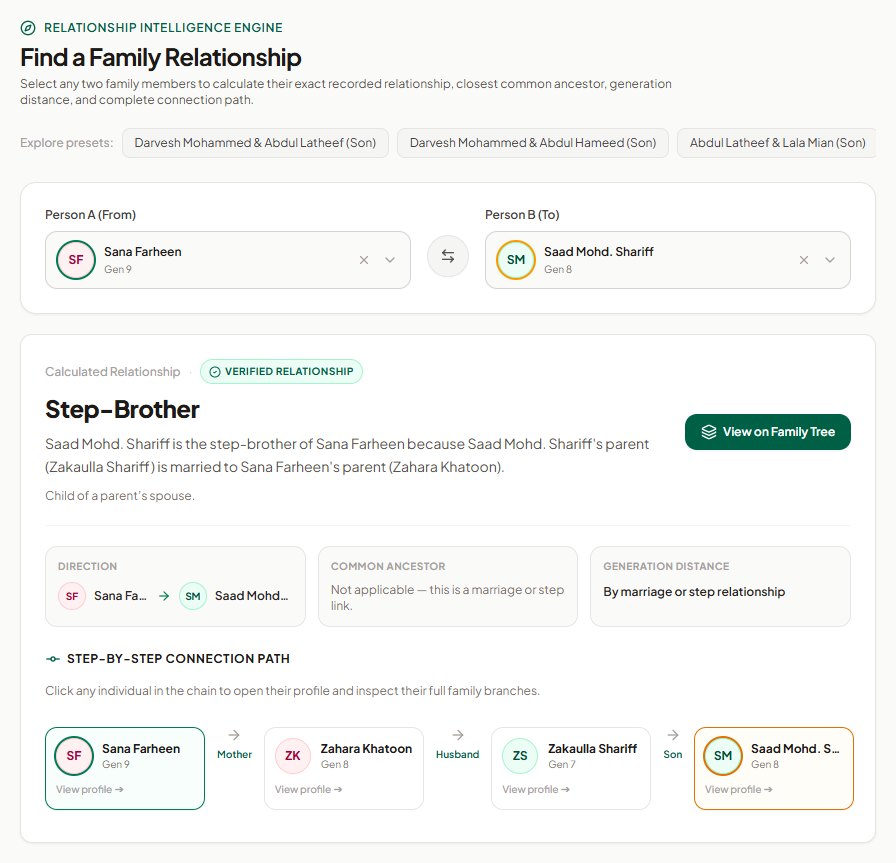 RELATIONSHIP INTELLIGENCE ENGINE
Find a Family Relationship
Select any two family members to calculate their exact recorded relationship, closest common ancestor, generation
distance, and complete connection path.
Explore presets: Darvesh Mohammed & Abdul Latheef (Son) Darvesh Mohammed & Abdul Hameed (Son) Abdul Latheef & Lala Mian (Son)
Person A (From)
SF Sana Farheen
Gen 9
Person B (To)
SM Saad Mohd. Shariff
Gen 8
Calculated Relationship · VERIFIED RELATIONSHIP
Step-Brother
Saad Mohd. Shariff is the step-brother of Sana Farheen because Saad Mohd. Shariff's parent
(Zakaulla Shariff) is married to Sana Farheen's parent (Zahara Khatoon).
Child of a parent's spouse.
View on Family Tree
DIRECTION
SF Sana Fa... → SM Saad Mohd...
COMMON ANCESTOR
Not applicable — this is a marriage or step
link.
GENERATION DISTANCE
By marriage or step relationship
STEP-BY-STEP CONNECTION PATH
Click any individual in the chain to open their profile and inspect their full family branches.
SF Sana Farheen
Gen 9
View profile →
→
Mother
ZK Zahara Khatoon
Gen 8
View profile →
→
Husband
ZS Zakaulla Shariff
Gen 7
View profile →
→
Son
SM Saad Mohd. S...
Gen 8
View profile →